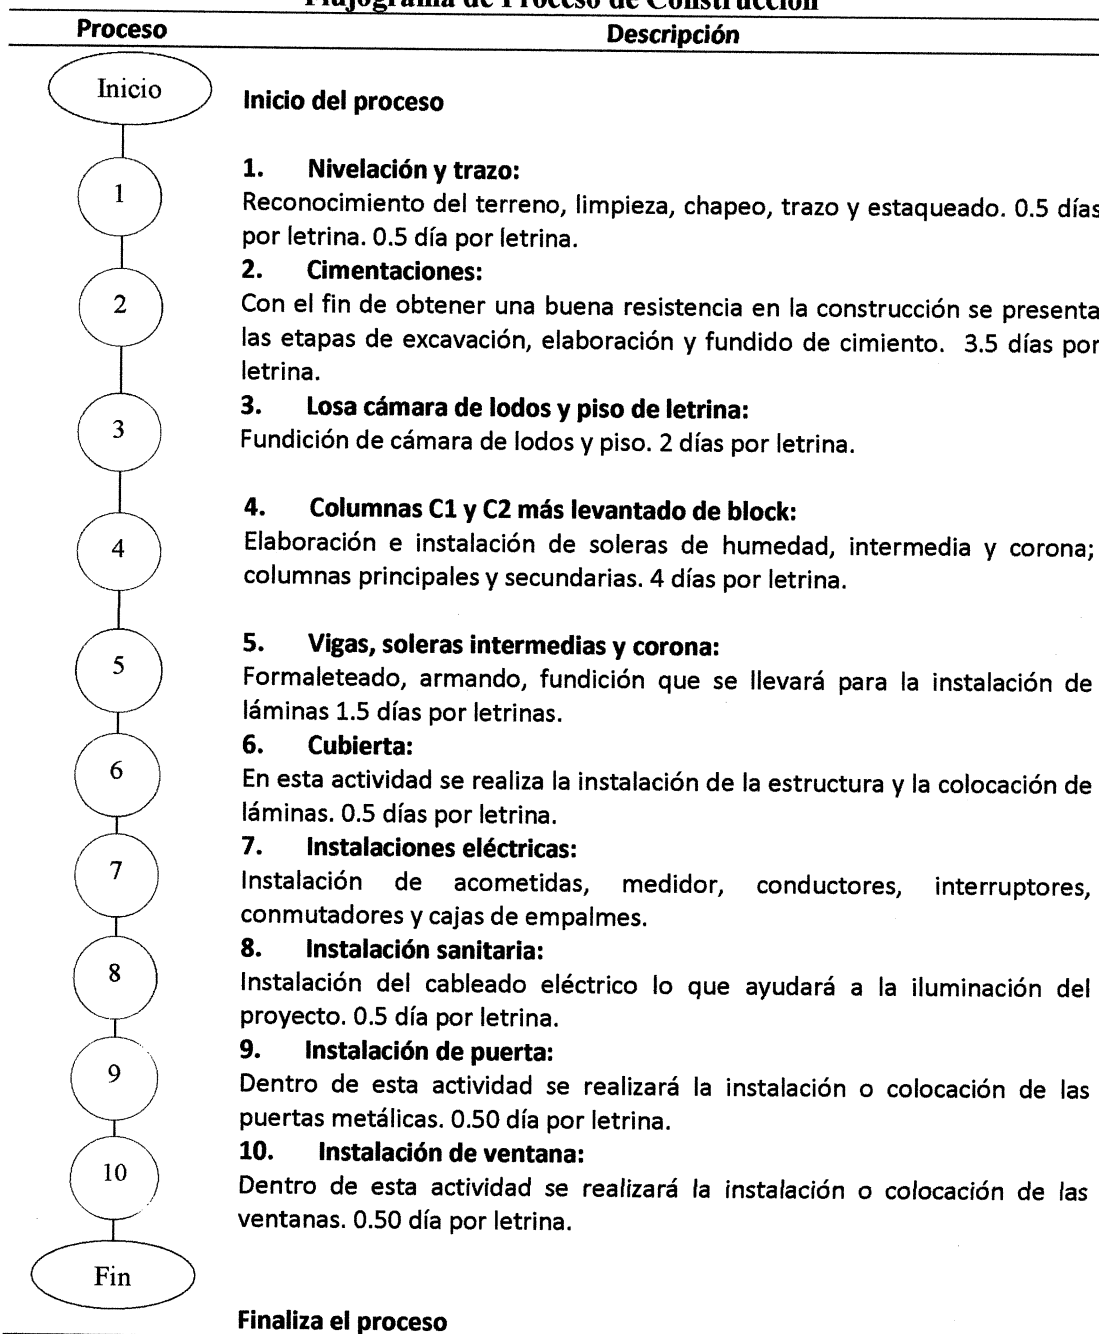 Flujograma de Proceso de Construcción
Proceso Descripción
Inicio
Inicio del proceso
1
1. Nivelación y trazo:
Reconocimiento del terreno, limpieza, chapeo, trazo y estaqueado. 0.5 días
por letrina. 0.5 día por letrina.
2
2. Cimentaciones:
Con el fin de obtener una buena resistencia en la construcción se presenta
las etapas de excavación, elaboración y fundido de cimiento. 3.5 días por
letrina.
3
3. Losa cámara de lodos y piso de letrina:
Fundición de cámara de lodos y piso. 2 días por letrina.
4
4. Columnas C1 y C2 más levantado de block:
Elaboración e instalación de soleras de humedad, intermedia y corona;
columnas principales y secundarias. 4 días por letrina.
5
5. Vigas, soleras intermedias y corona:
Formaleteado, armando, fundición que se llevará para la instalación de
láminas 1.5 días por letrinas.
6
6. Cubierta:
En esta actividad se realiza la instalación de la estructura y la colocación de
láminas. 0.5 días por letrina.
7
7. Instalaciones eléctricas:
Instalación de acometidas, medidor, conductores, interruptores,
conmutadores y cajas de empalmes.
8
8. Instalación sanitaria:
Instalación del cableado eléctrico lo que ayudará a la iluminación del
proyecto. 0.5 día por letrina.
9
9. Instalación de puerta:
Dentro de esta actividad se realizará la instalación o colocación de las
puertas metálicas. 0.50 día por letrina.
10
10. Instalación de ventana:
Dentro de esta actividad se realizará la instalación o colocación de las
ventanas. 0.50 día por letrina.
Fin
Finaliza el proceso